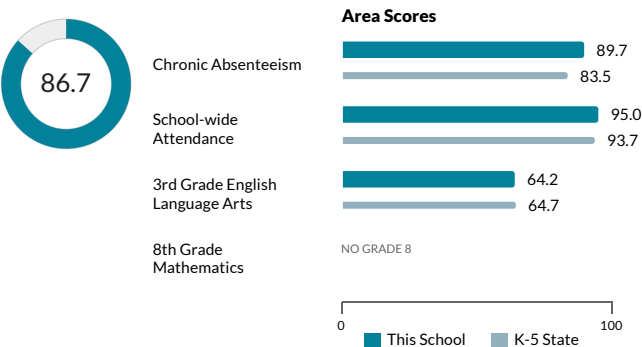 86.7
Area Scores
Chronic Absenteeism
89.7
83.5
School-wide
Attendance
95.0
93.7
3rd Grade English
Language Arts
64.2
64.7
8th Grade
Mathematics
NO GRADE 8
0
100
This School
K-5 State